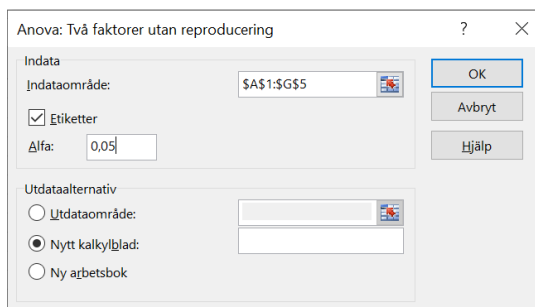 Anova: Två faktorer utan reproducering ? ×
Indata
Indataområde: $A$1:$G$5
Etiketter
Alfa: 0,05
OK
Avbryt
Hjälp
Utdataalternativ
Utdataområde:
Nytt kalkylblad:
Ny arbetsbok